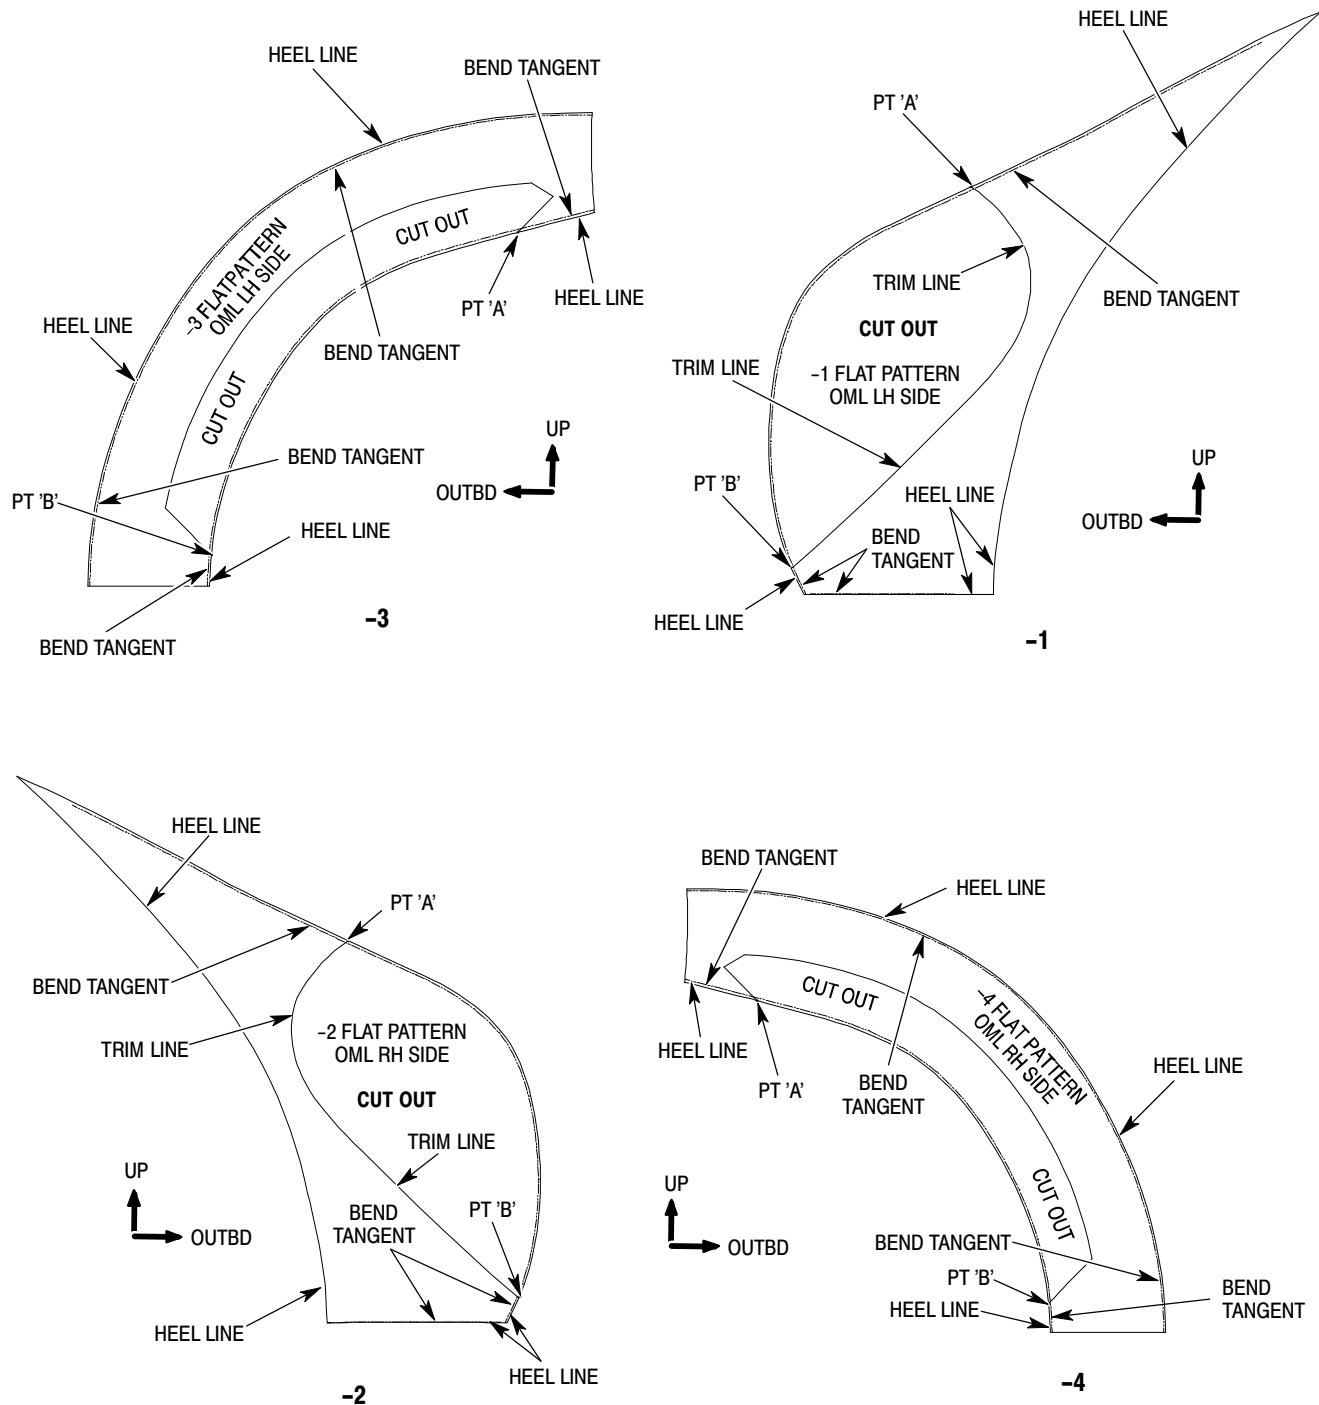 HEEL LINE
BEND TANGENT
–3 FLATPATTERN
OML LH SIDE
CUT OUT
PT 'A'
HEEL LINE
HEEL LINE
BEND TANGENT
CUT OUT
UP
OUTBD
BEND TANGENT
PT 'B'
HEEL LINE
BEND TANGENT
–3
HEEL LINE
PT 'A'
TRIM LINE
BEND TANGENT
CUT OUT
TRIM LINE
–1 FLAT PATTERN
OML LH SIDE
UP
OUTBD
PT 'B'
HEEL LINE
BEND
TANGENT
HEEL LINE
–1
HEEL LINE
PT 'A'
BEND TANGENT
TRIM LINE
–2 FLAT PATTERN
OML RH SIDE
CUT OUT
TRIM LINE
UP
OUTBD
BEND
TANGENT
PT 'B'
HEEL LINE
HEEL LINE
–2
BEND TANGENT
HEEL LINE
CUT OUT
–4 FLAT PATTERN
OML RH SIDE
HEEL LINE
PT 'A'
BEND
TANGENT
HEEL LINE
CUT OUT
UP
OUTBD
BEND TANGENT
PT 'B'
HEEL LINE
BEND
TANGENT
–4